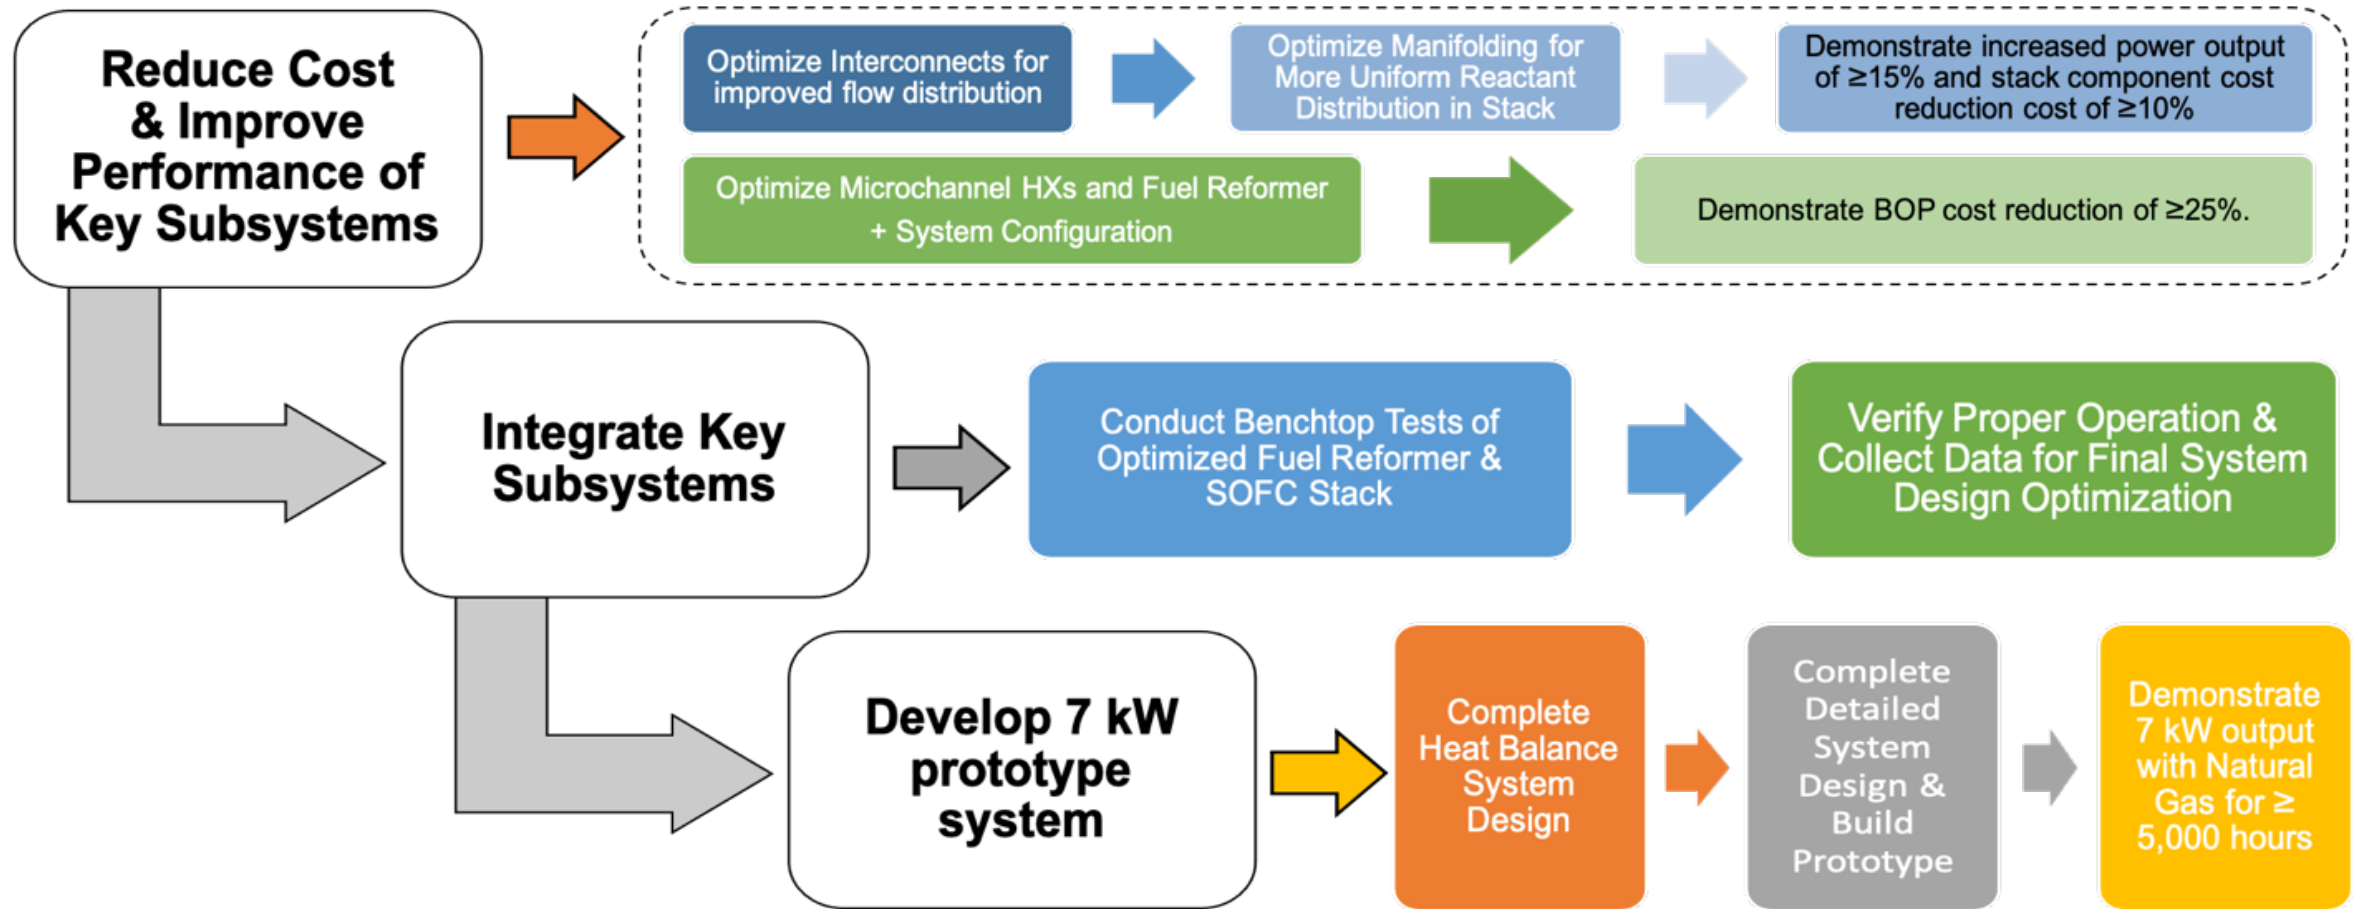 Reduce Cost
& Improve
Performance of
Key Subsystems
Optimize Interconnects for
improved flow distribution
Optimize Manifolding for
More Uniform Reactant
Distribution in Stack
Demonstrate increased power output
of ≥15% and stack component cost
reduction cost of ≥10%
Optimize Microchannel HXs and Fuel Reformer
+ System Configuration
Demonstrate BOP cost reduction of ≥25%.
Integrate Key
Subsystems
Conduct Benchtop Tests of
Optimized Fuel Reformer &
SOFC Stack
Verify Proper Operation &
Collect Data for Final System
Design Optimization
Develop 7 kW
prototype
system
Complete
Heat Balance
System
Design
Complete
Detailed
System
Design &
Build
Prototype
Demonstrate
7 kW output
with Natural
Gas for ≥
5,000 hours